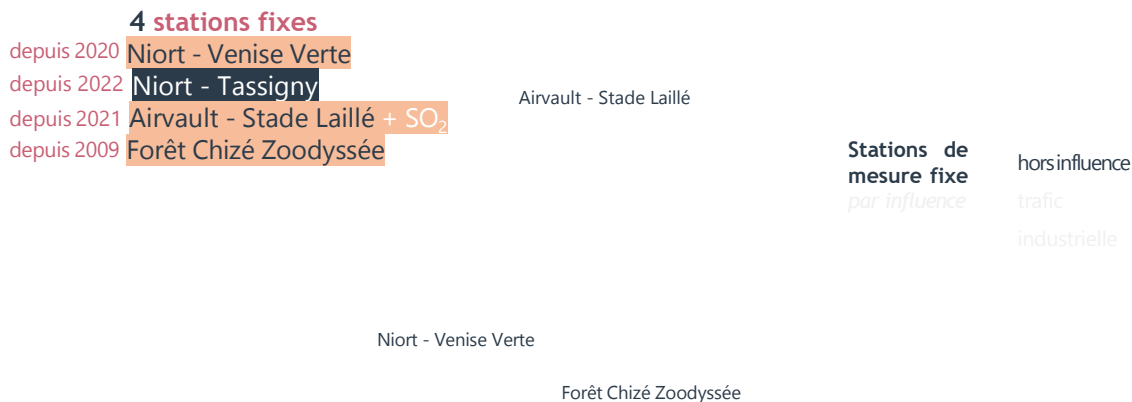 4 stations fixes
depuis 2020 Niort - Venise Verte
depuis 2022 Niort - Tassigny
depuis 2021 Airvault - Stade Laillé + SO₂
depuis 2009 Forêt Chizé Zoodyssée
Airvault - Stade Laillé
Stations de
mesure fixe
par influence
hors influence
trafic
industrielle
Niort - Venise Verte
Forêt Chizé Zoodyssée